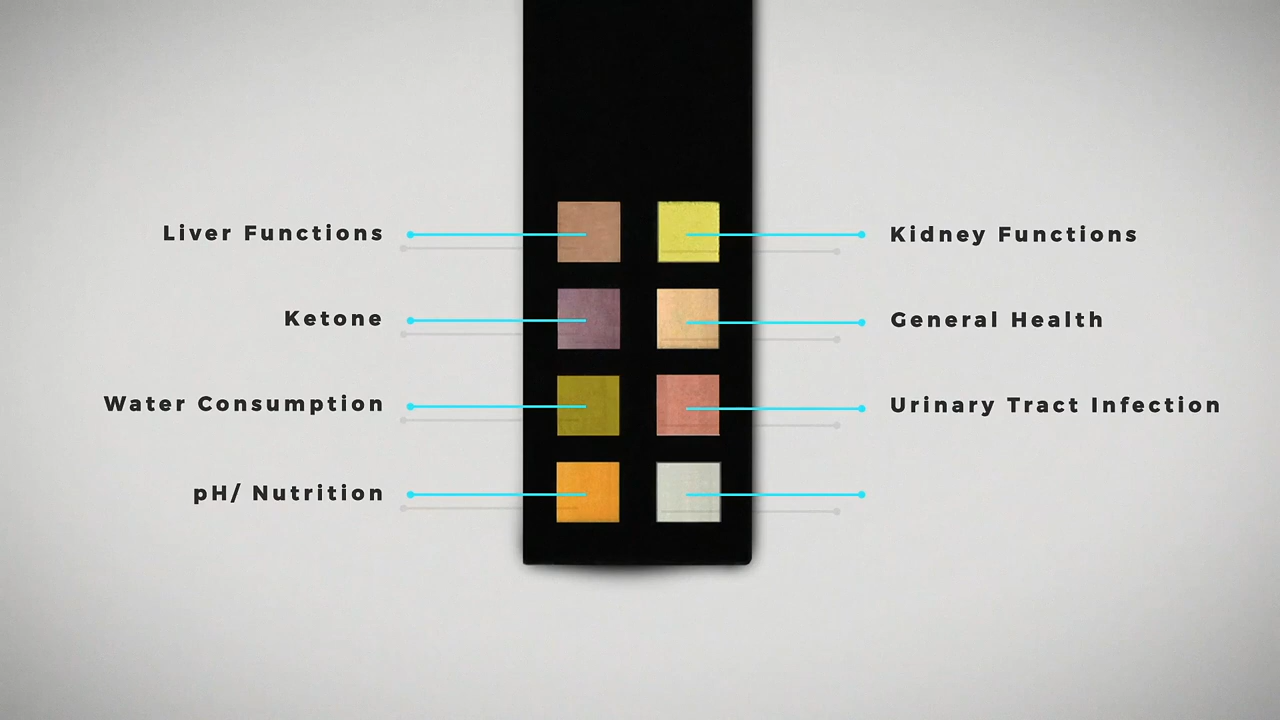 Liver Functions
Kidney Functions
Ketone
General Health
Water Consumption
Urinary Tract Infection
pH/ Nutrition